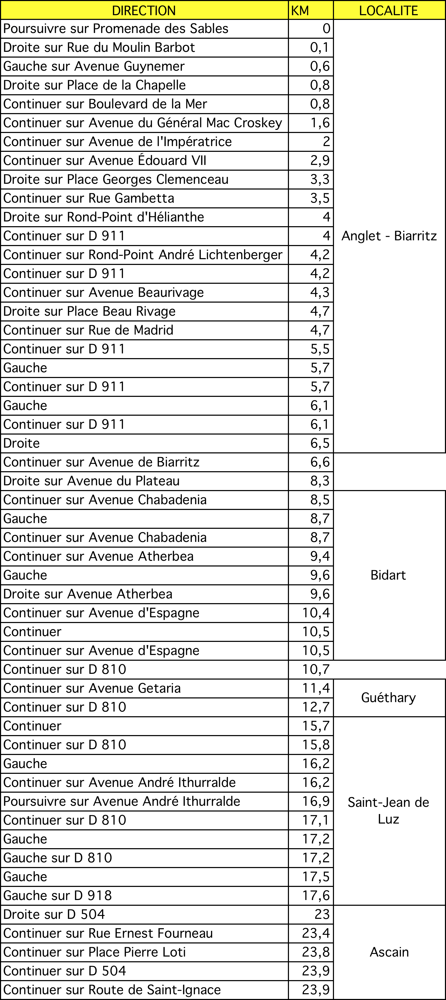 DIRECTION KM LOCALITE
Poursuivre sur Promenade des Sables 0
Droite sur Rue du Moulin Barbot 0,1
Gauche sur Avenue Guynemer 0,6
Droite sur Place de la Chapelle 0,8
Continuer sur Boulevard de la Mer 0,8
Continuer sur Avenue du Général Mac Croskey 1,6
Continuer sur Avenue de l'Impératrice 2
Continuer sur Avenue Édouard VII 2,9
Droite sur Place Georges Clemenceau 3,3
Continuer sur Rue Gambetta 3,5
Droite sur Rond-Point d'Hélianthe 4
Continuer sur D 911 4 Anglet - Biarritz
Continuer sur Rond-Point André Lichtenberger 4,2
Continuer sur D 911 4,2
Continuer sur Avenue Beaurivage 4,3
Droite sur Place Beau Rivage 4,7
Continuer sur Rue de Madrid 4,7
Continuer sur D 911 5,5
Gauche 5,7
Continuer sur D 911 5,7
Gauche 6,1
Continuer sur D 911 6,1
Droite 6,5
Continuer sur Avenue de Biarritz 6,6
Droite sur Avenue du Plateau 8,3
Continuer sur Avenue Chabadenia 8,5
Gauche 8,7
Continuer sur Avenue Chabadenia 8,7
Continuer sur Avenue Atherbea 9,4
Gauche 9,6 Bidart
Droite sur Avenue Atherbea 9,6
Continuer sur Avenue d'Espagne 10,4
Continuer 10,5
Continuer sur Avenue d'Espagne 10,5
Continuer sur D 810 10,7
Continuer sur Avenue Getaria 11,4
Guéthary
Continuer sur D 810 12,7
Continuer 15,7
Continuer sur D 810 15,8
Gauche 16,2
Continuer sur Avenue André Ithurralde 16,2
Poursuivre sur Avenue André Ithurralde 16,9 Saint-Jean de
Continuer sur D 810 17,1 Luz
Gauche 17,2
Gauche sur D 810 17,2
Gauche 17,5
Gauche sur D 918 17,6
Droite sur D 504 23
Continuer sur Rue Ernest Fourneau 23,4
Continuer sur Place Pierre Loti 23,8 Ascain
Continuer sur D 504 23,9
Continuer sur Route de Saint-Ignace 23,9